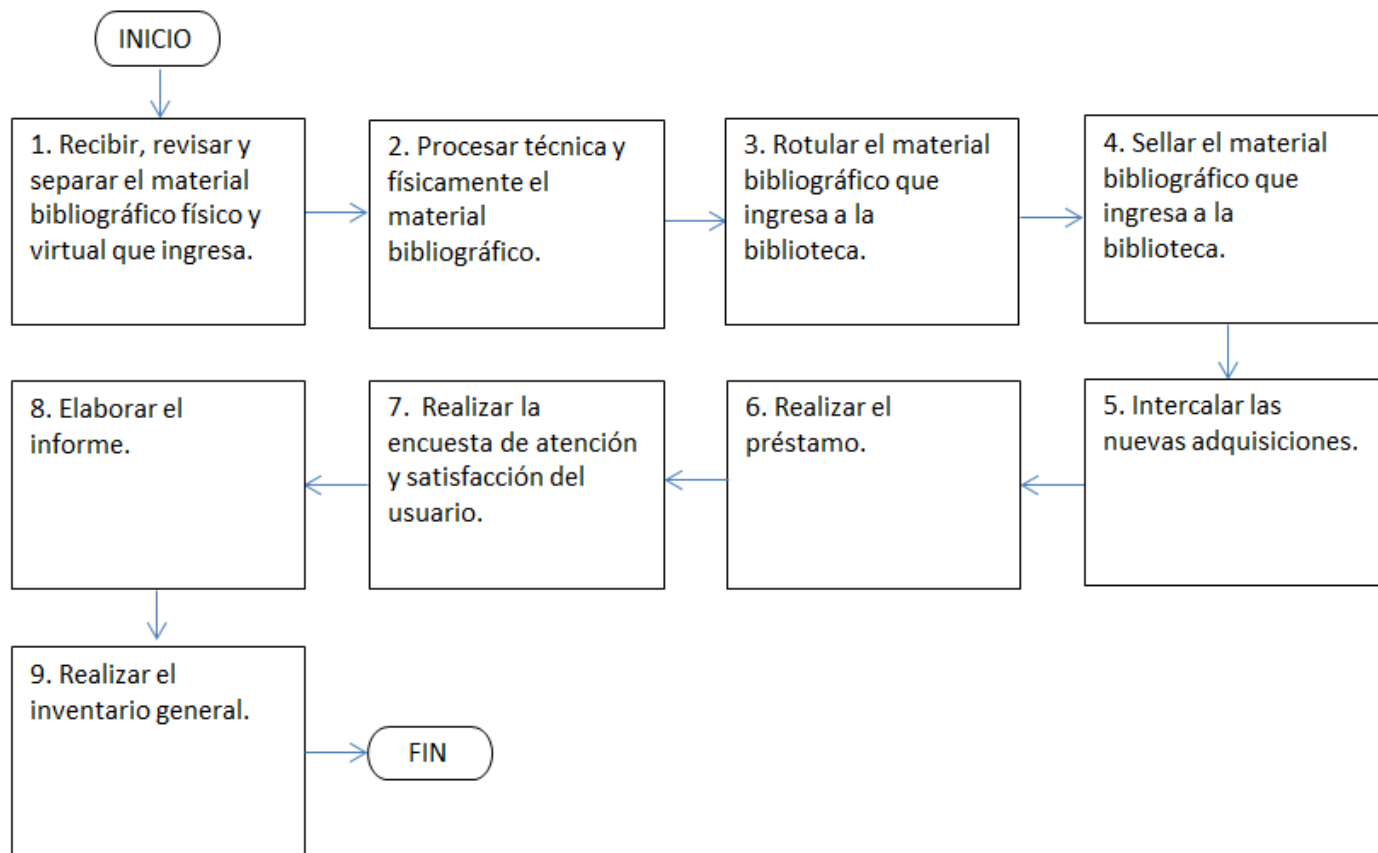 INICIO
1. Recibir, revisar y
separar el material
bibliográfico físico y
virtual que ingresa.
2. Procesar técnica y
físicamente el
material
bibliográfico.
3. Rotular el material
bibliográfico que
ingresa a la
biblioteca.
4. Sellar el material
bibliográfico que
ingresa a la
biblioteca.
5. Intercalar las
nuevas adquisiciones.
6. Realizar el
préstamo.
7. Realizar la
encuesta de atención
y satisfacción del
usuario.
8. Elaborar el
informe.
9. Realizar el
inventario general.
FIN